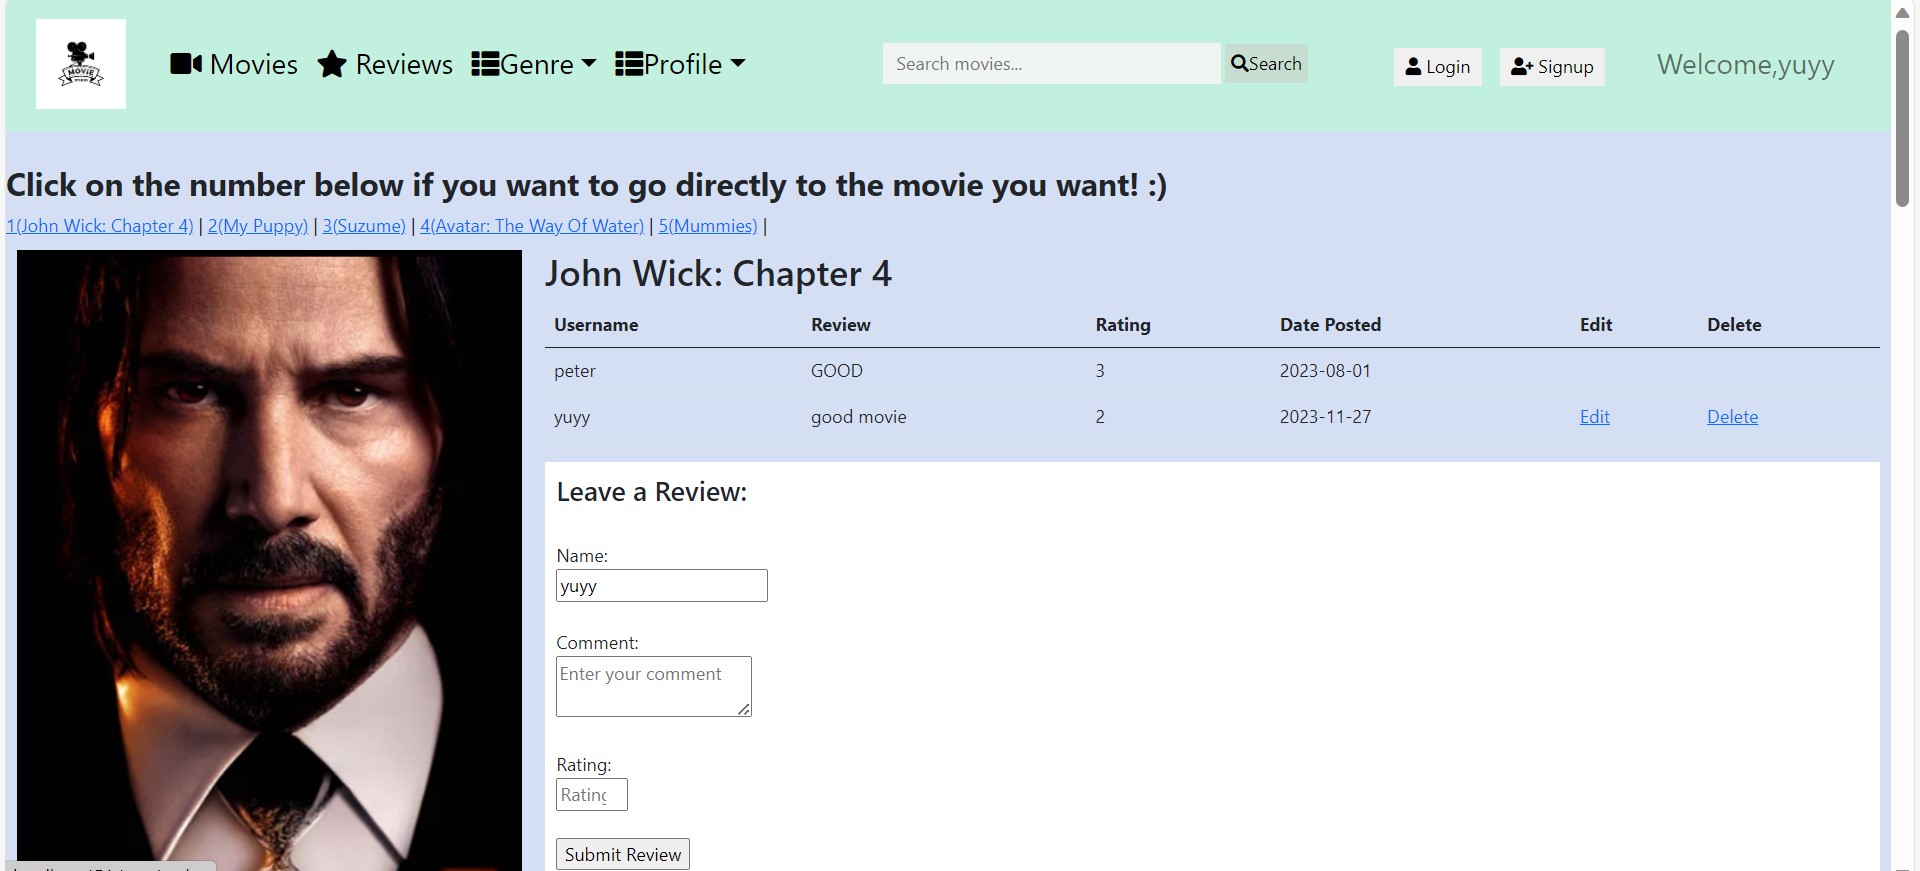 MOVIE
Movies Reviews Genre Profile Search movies... Search Login Signup Welcome,yuyy
Click on the number below if you want to go directly to the movie you want! :)
1(John Wick: Chapter 4) | 2(My Puppy) | 3(Suzume) | 4(Avatar: The Way Of Water) | 5(Mummies) |
John Wick: Chapter 4
Username Review Rating Date Posted Edit Delete
peter GOOD 3 2023-08-01
yuyy good movie 2 2023-11-27 Edit Delete
Leave a Review:
Name:
yuyy
Comment:
Enter your comment
Rating:
Rating
Submit Review